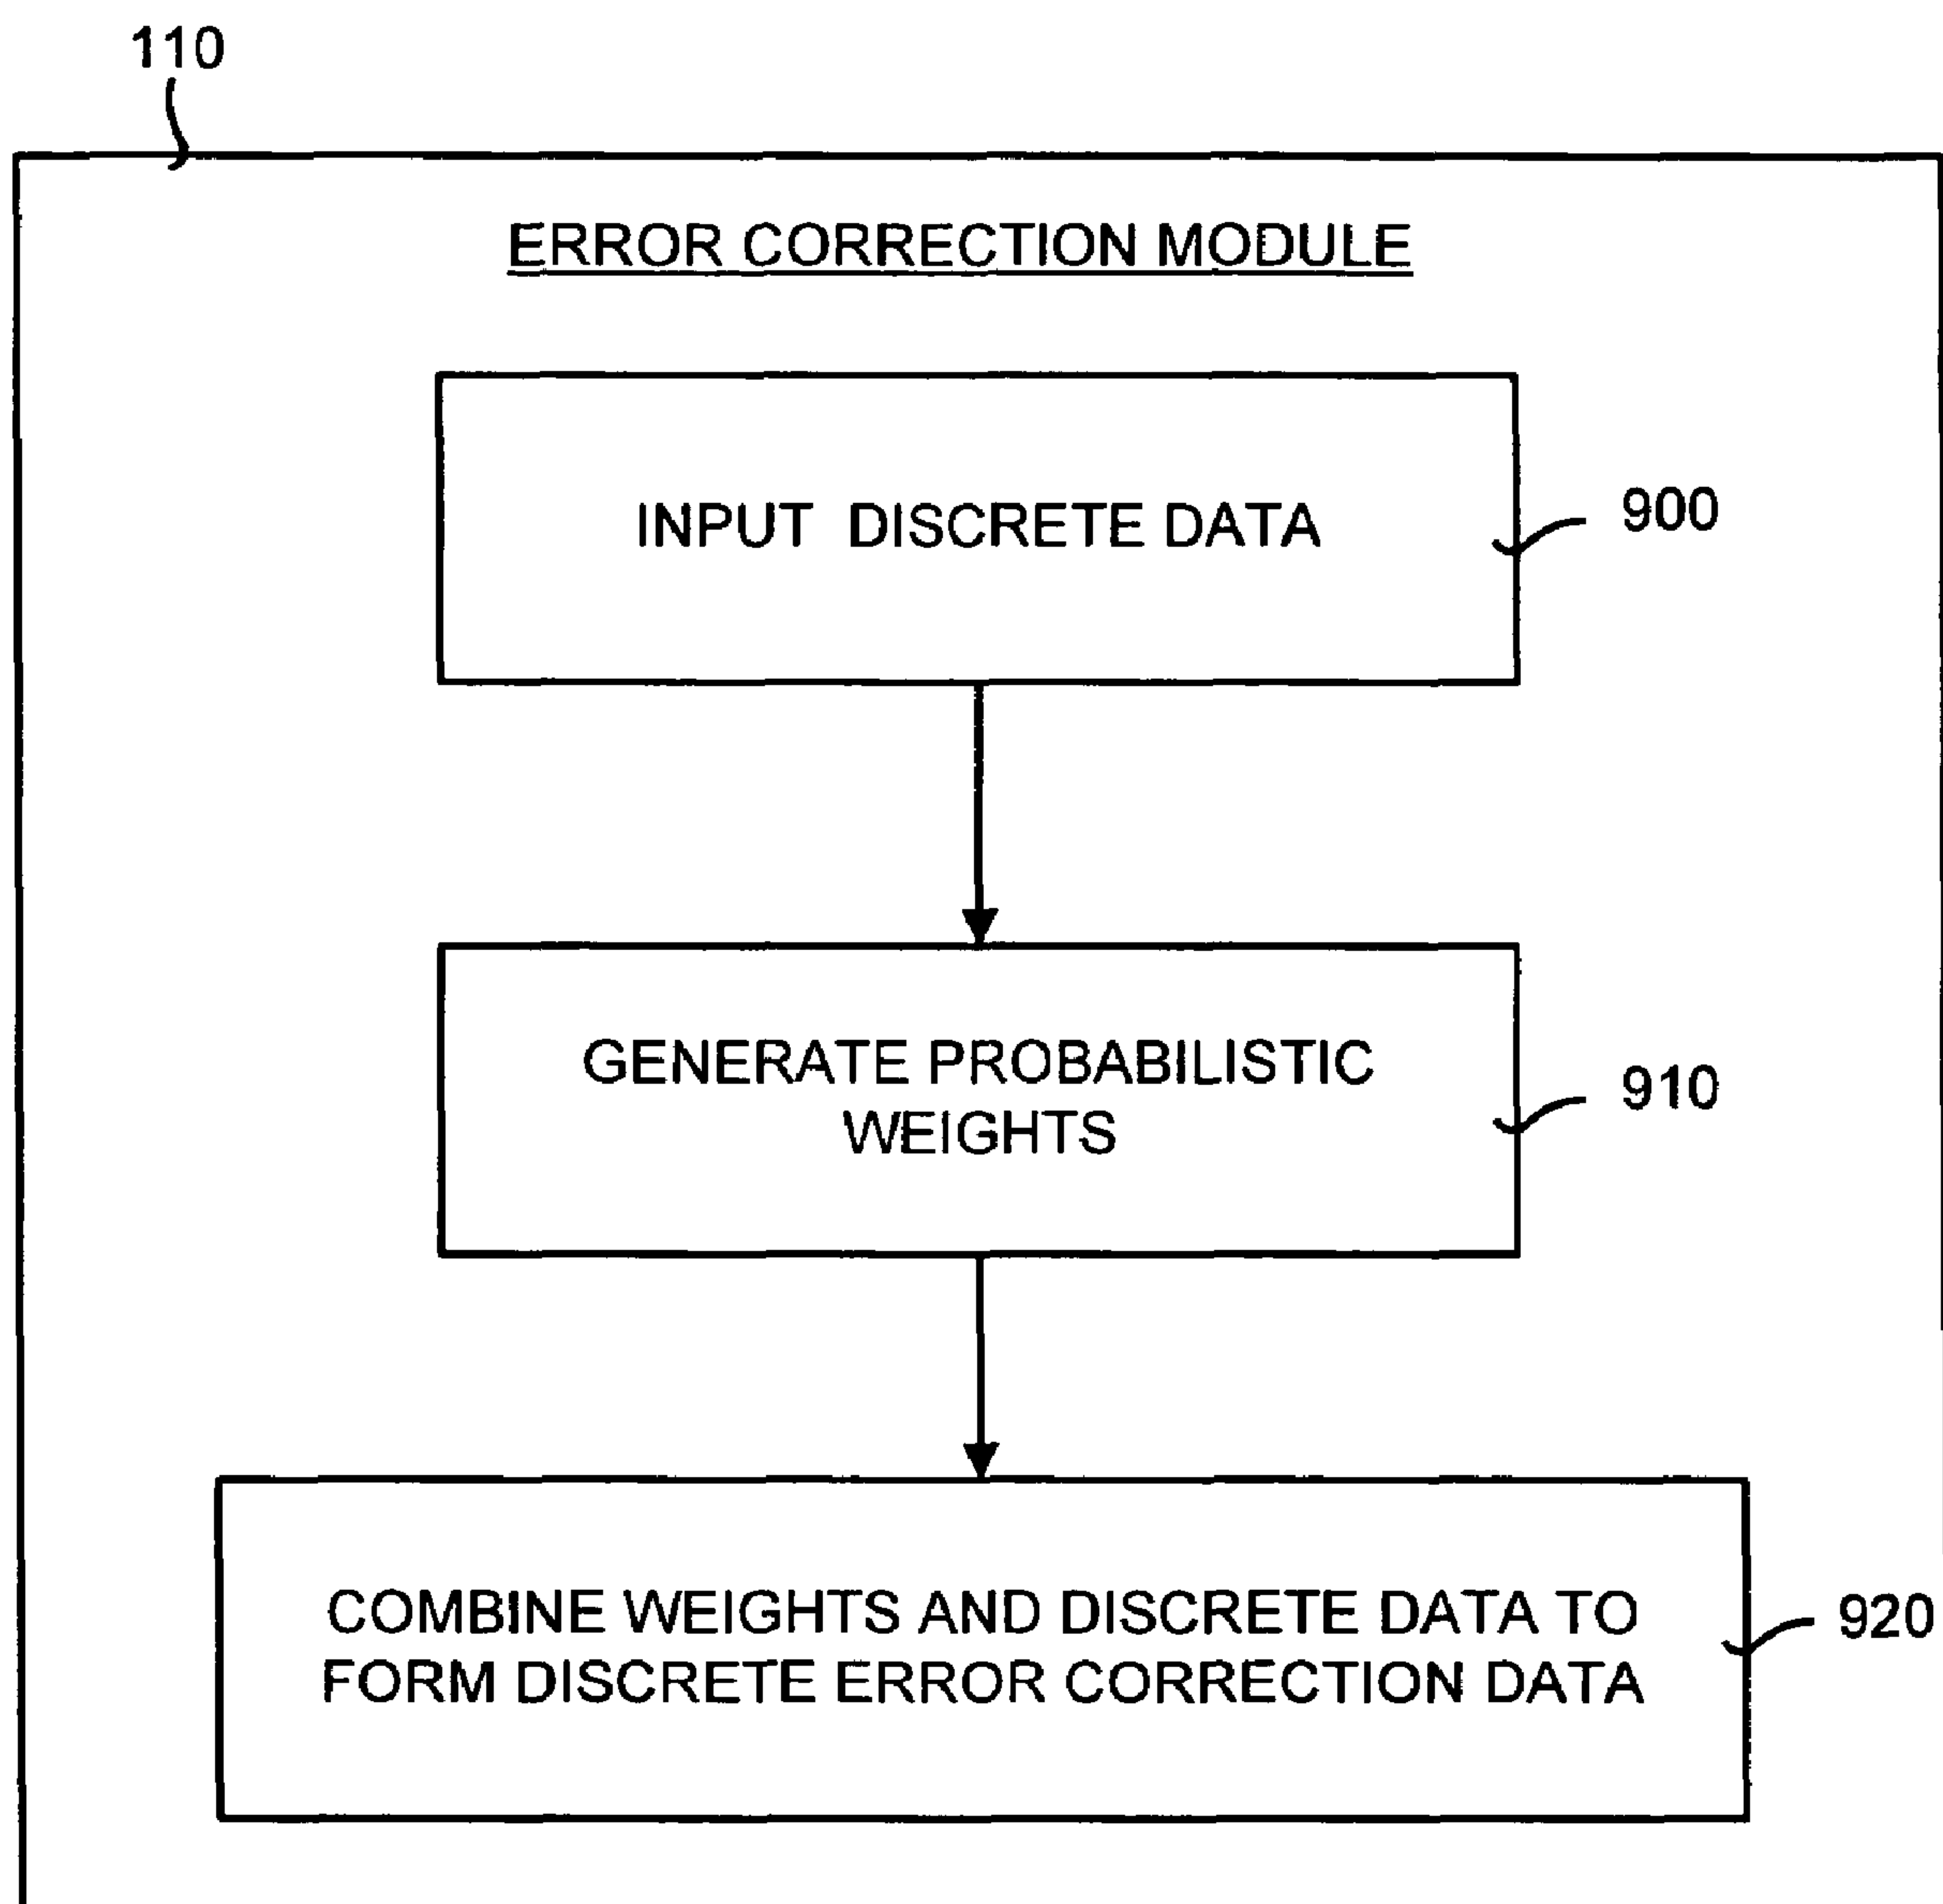 110
ERROR CORRECTION MODULE
INPUT DISCRETE DATA
900
GENERATE PROBABILISTIC
WEIGHTS
910
COMBINE WEIGHTS AND DISCRETE DATA TO
FORM DISCRETE ERROR CORRECTION DATA
920